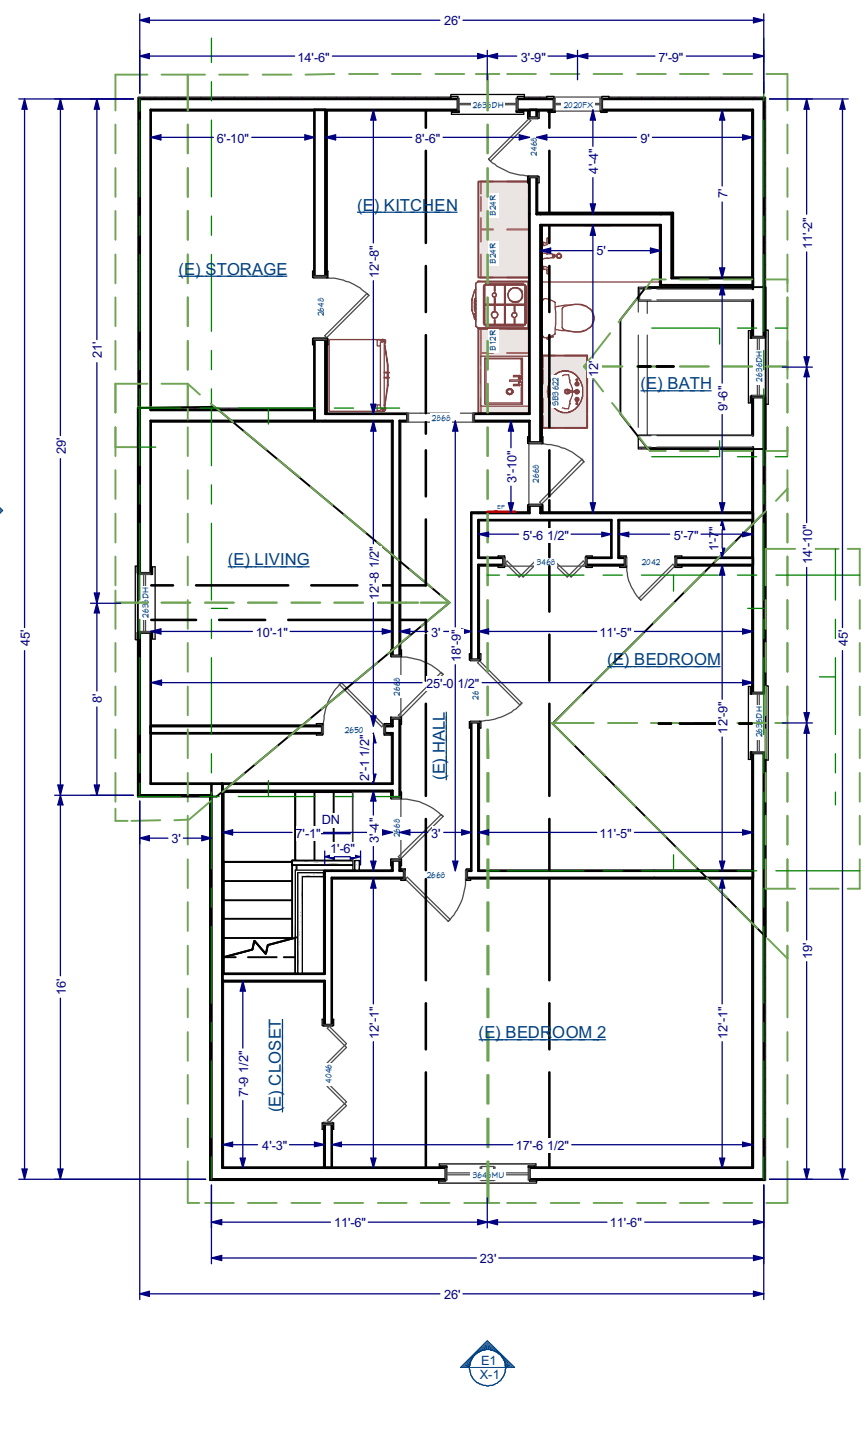 26'
14'-6"
3'-9"
7'-9"
2636DH
2020FX
6'-10"
8'-6"
2468
9'
4'-4"
7'
(E) KITCHEN
B24R
11'-2"
(E) STORAGE
B24R
5'
12'-8"
2648
B12R
21'
(E) BATH
2636DH
12'
9'-6"
SB3622
2868
29'
3'-10"
2668
EF
5'-6 1/2"
5'-7"
1'-7"
14'-10"
(E) LIVING
12'-8 1/2"
3468
2042
2636DH
10'-1"
3'
18'-9"
11'-5"
45'
45'
(E) BEDROOM
25'-0 1/2"
2668
26
8'
2650
2636DH
12'-9"
(E) HALL
2'-1 1/2"
DN
7'-1"
1'-6"
3'-4"
2668
3'
11'-5"
3'
2668
19'
16'
(E) BEDROOM 2
12'-1"
12'-1"
(E) CLOSET
7'-9 1/2"
4046
4'-3"
17'-6 1/2"
3646MU
11'-6"
11'-6"
23'
26'
E1
X-1